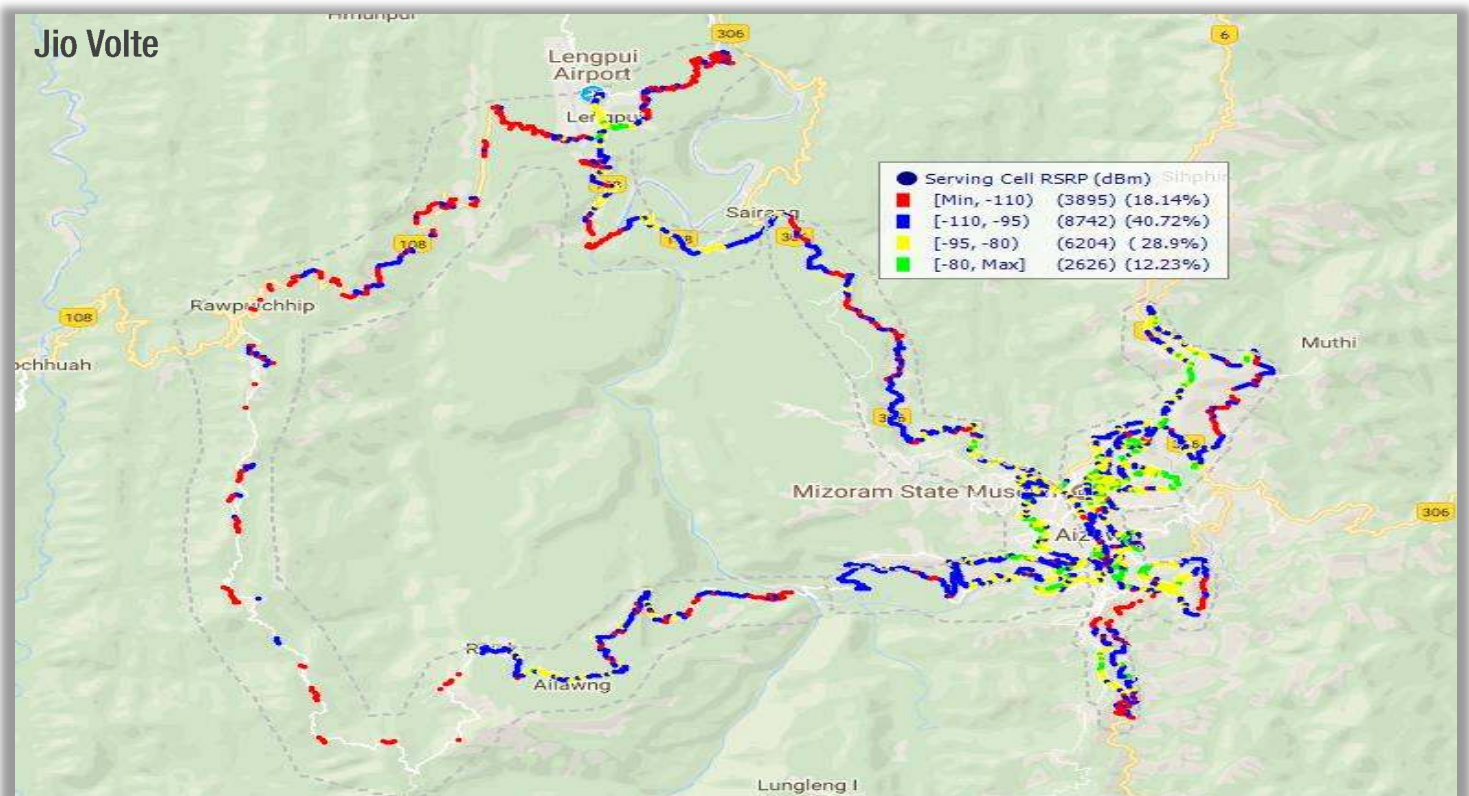 Jio Volte
306
6
Lengpui
Airport
Serving Cell RSRP (dBm)
[Min, -110) (3895) (18.14%)
[-110, -95) (8742) (40.72%)
[-95, -80) (6204) ( 28.9%)
[-80, Max] (2626) (12.23%)
Sairang
108
Rawpuichhip
108
Muthi
Mizoram State Muse
306
Ailawng
Lungleng I